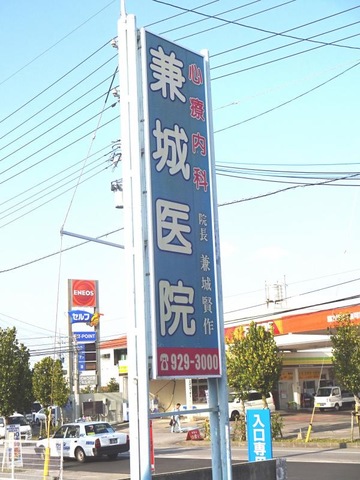 心療内科
兼城医院
院長 兼城賢作
☎929-3000
ENEOS
セルフ
T-POINT
入口専用